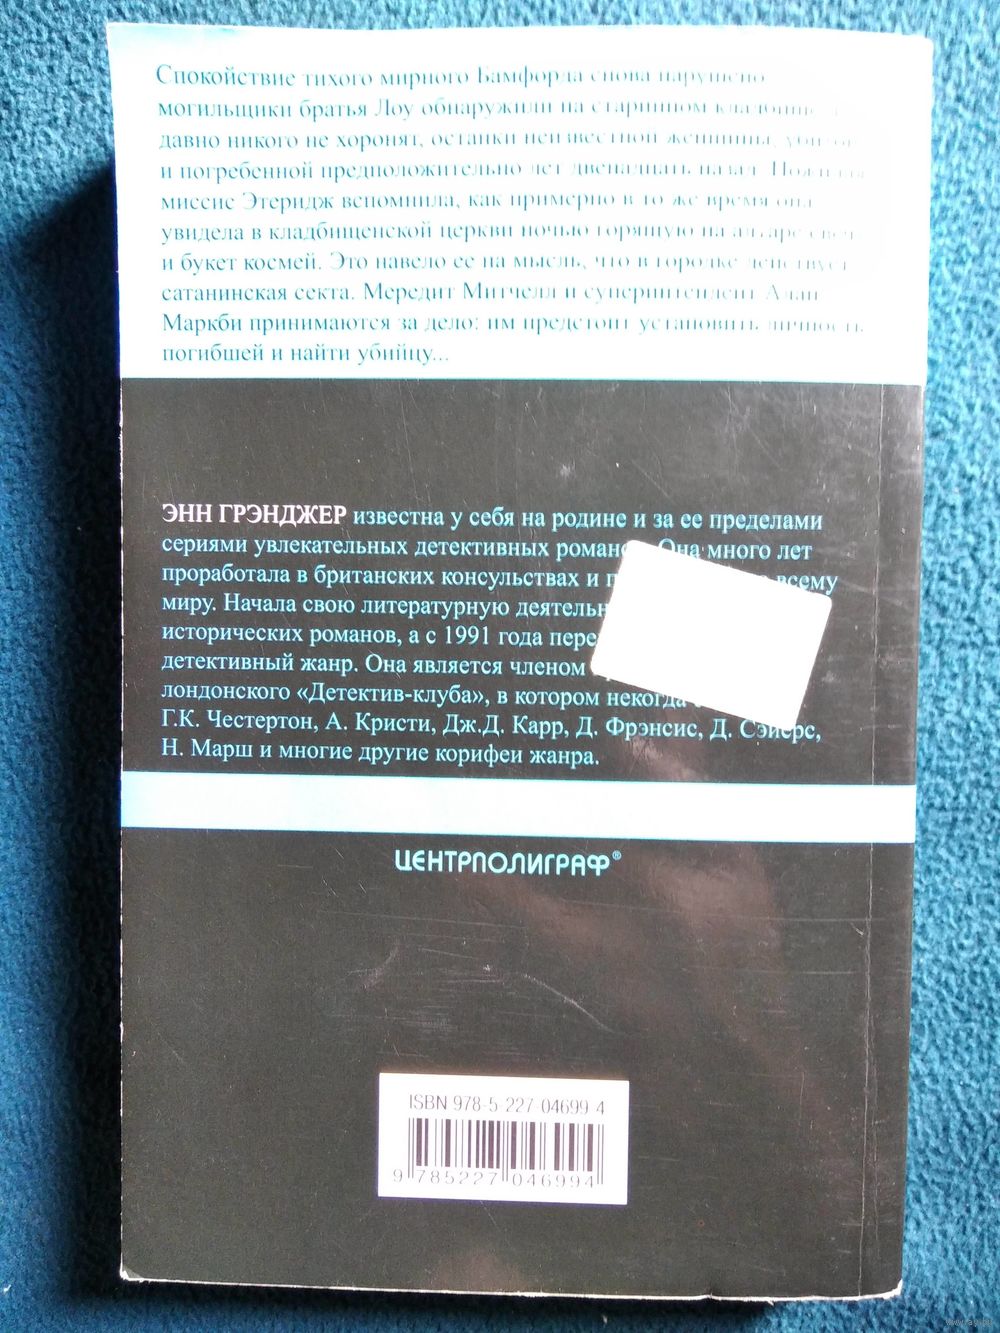 Спокойствие тихого мирного Бамфорда снова нарушено
могильщики братья Лоу обнаружили на старинном кладбище
давно никого не хоронят, останки неизвестной женщины,
и погребенной предположительно лет двенадцать назад.
миссис Этеридж вспомнила, как примерно в то же время она
увидела в кладбищенской церкви ночью горящую на алтаре
и букет космей. Это навело ее на мысль, что в городке действует
сатанинская секта. Мередит Митчелл и суперинтендент Алан
Маркби принимаются за дело: им предстоит установить личность
погибшей и найти убийцу...
ЭНН ГРЭНДЖЕР известна у себя на родине и за ее пределами
сериями увлекательных детективных Она много лет
проработала в британских консульствах и всему
миру. Начала свою литературную
исторических романов, а с 1991 года
детективный жанр. Она является членом
лондонского «Детектив-клуба», в котором некогда
Г.К. Честертон, А. Кристи, Дж.Д. Карр, Д. Фрэнсис, Д. Сэйерс,
Н. Марш и многие другие корифеи жанра.
ЦЕНТРПОЛИГРАФ®
ISBN 978-5-227-04699-4
9 785227 046994